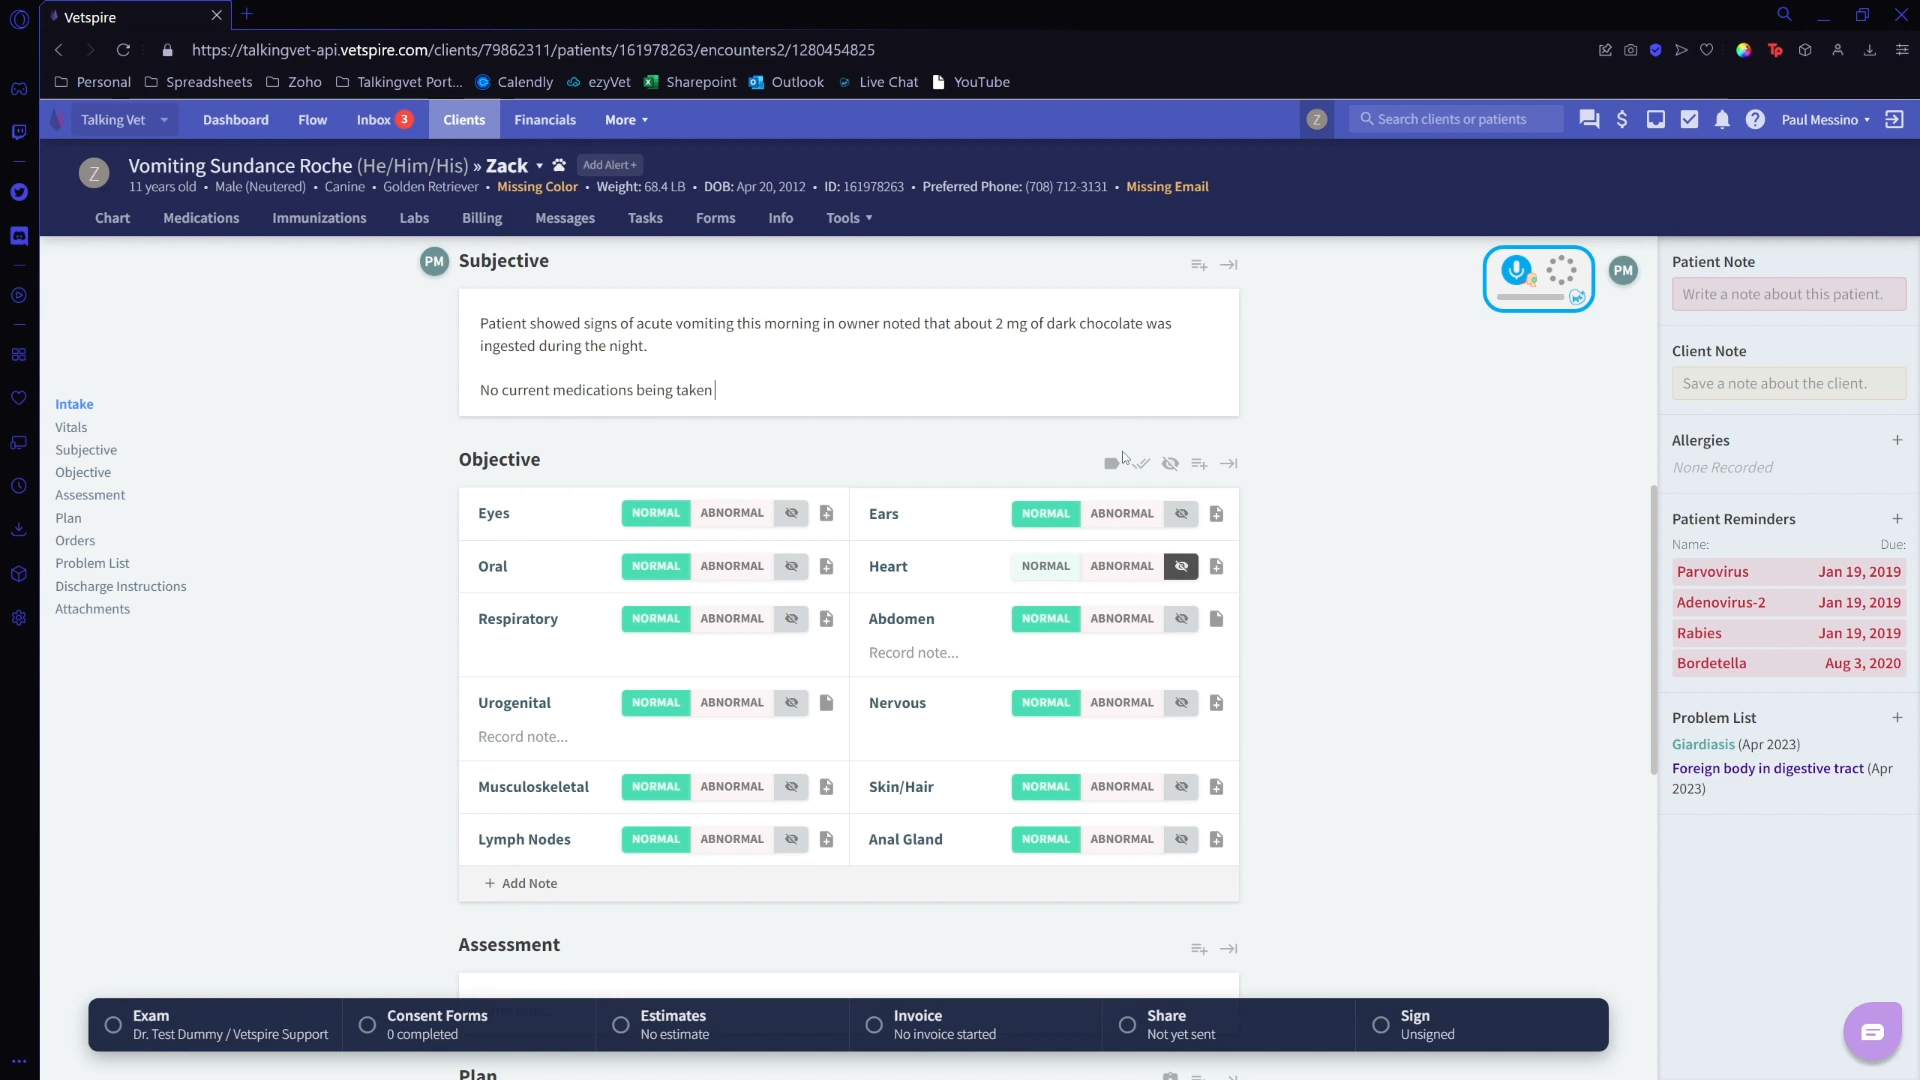 Vetspire
https://talkingvet-api.vetspire.com/clients/79862311/patients/161978263/encounters2/1280454825
Tp
Personal Spreadsheets Zoho Talkingvet Port... Calendly ezyVet Sharepoint Outlook Live Chat YouTube
Talking Vet Dashboard Flow Inbox 3 Clients Financials More Z Search clients or patients Paul Messino
Z
Vomiting Sundance Roche (He/Him/His) » Zack Add Alert+
11 years old • Male (Neutered) • Canine • Golden Retriever • Missing Color • Weight: 68.4 LB • DOB: Apr 20, 2012 • ID: 161978263 • Preferred Phone: (708) 712-3131 • Missing Email
Chart Medications Immunizations Labs Billing Messages Tasks Forms Info Tools
Intake
Vitals
Subjective
Objective
Assessment
Plan
Orders
Problem List
Discharge Instructions
Attachments
PM Subjective
PM
Patient showed signs of acute vomiting this morning in owner noted that about 2 mg of dark chocolate was
ingested during the night.
No current medications being taken
Objective
Eyes NORMAL ABNORMAL
Ears NORMAL ABNORMAL
Oral NORMAL ABNORMAL
Heart NORMAL ABNORMAL
Respiratory NORMAL ABNORMAL
Abdomen NORMAL ABNORMAL
Record note...
Urogenital NORMAL ABNORMAL
Record note...
Nervous NORMAL ABNORMAL
Musculoskeletal NORMAL ABNORMAL
Skin/Hair NORMAL ABNORMAL
Lymph Nodes NORMAL ABNORMAL
Anal Gland NORMAL ABNORMAL
+ Add Note
Assessment
Plan
Patient Note
Write a note about this patient.
Client Note
Save a note about the client.
Allergies +
None Recorded
Patient Reminders +
Name: Due:
Parvovirus Jan 19, 2019
Adenovirus-2 Jan 19, 2019
Rabies Jan 19, 2019
Bordetella Aug 3, 2020
Problem List +
Giardiasis (Apr 2023)
Foreign body in digestive tract (Apr
2023)
Exam
Dr. Test Dummy / Vetspire Support
Consent Forms
0 completed
Estimates
No estimate
Invoice
No invoice started
Share
Not yet sent
Sign
Unsigned